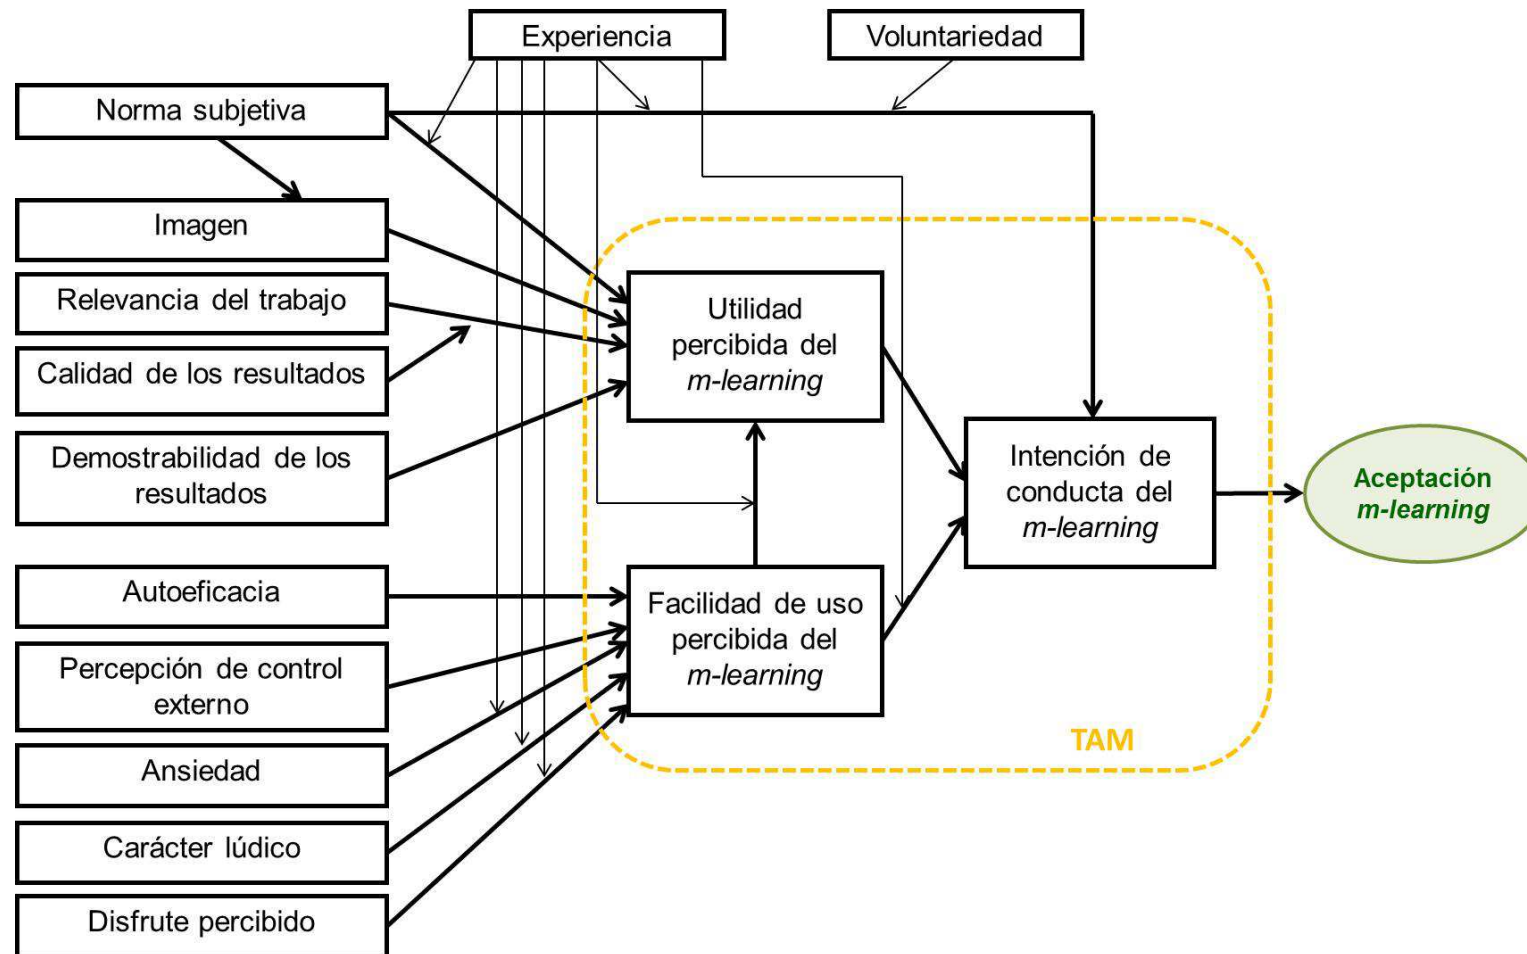 Experiencia
Voluntariedad
Norma subjetiva
Imagen
Relevancia del trabajo
Calidad de los resultados
Demostrabilidad de los
resultados
Autoeficacia
Percepción de control
externo
Ansiedad
Carácter lúdico
Disfrute percibido
Utilidad
percibida del
m-learning
Facilidad de uso
percibida del
m-learning
Intención de
conducta del
m-learning
TAM
Aceptación
m-learning